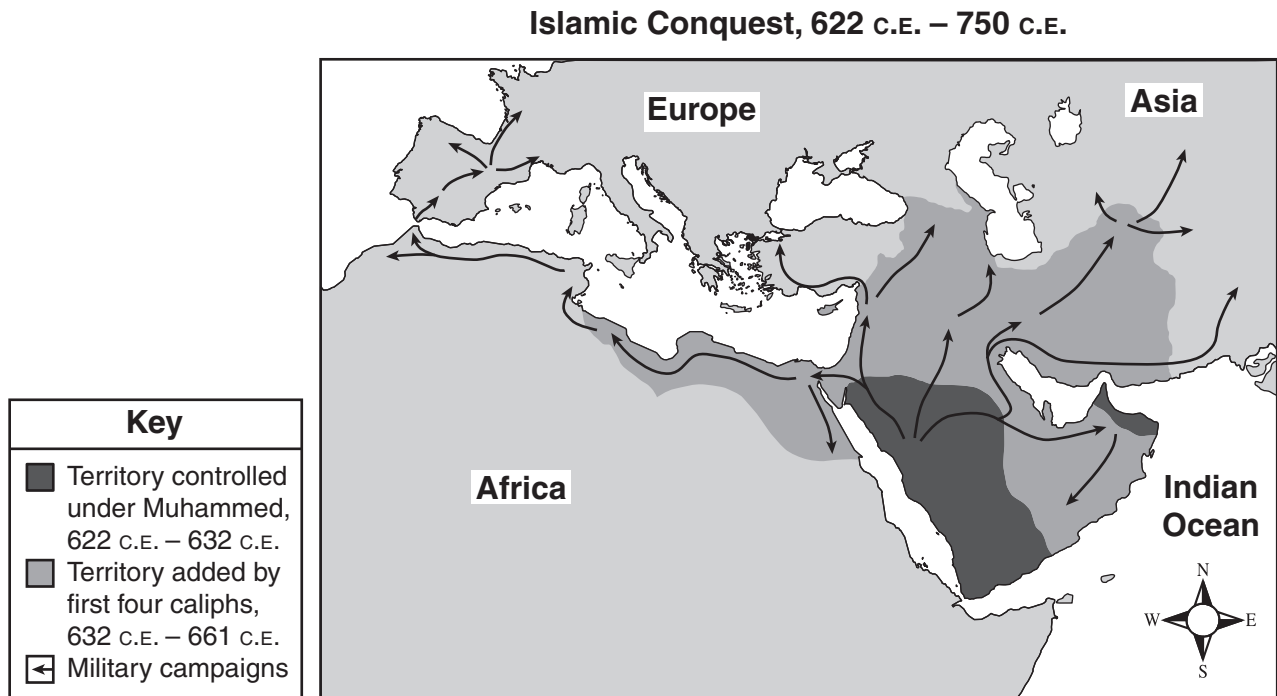 Islamic Conquest, 622 C.E. – 750 C.E.
Europe
Asia
Africa
Indian
Ocean
N
W
E
S
Key
Territory controlled
under Muhammed,
622 C.E. – 632 C.E.
Territory added by
first four caliphs,
632 C.E. – 661 C.E.
Military campaigns